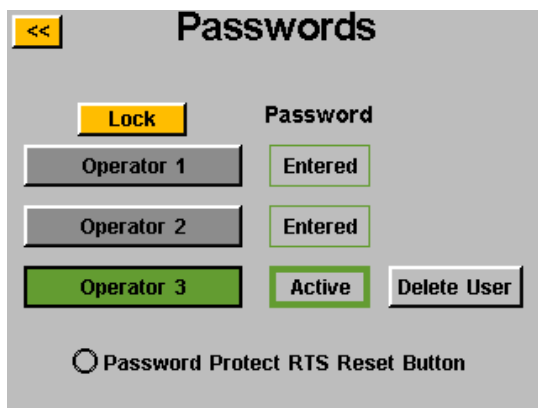 << Passwords
Lock Password
Operator 1 Entered
Operator 2 Entered
Operator 3 Active Delete User
Password Protect RTS Reset Button